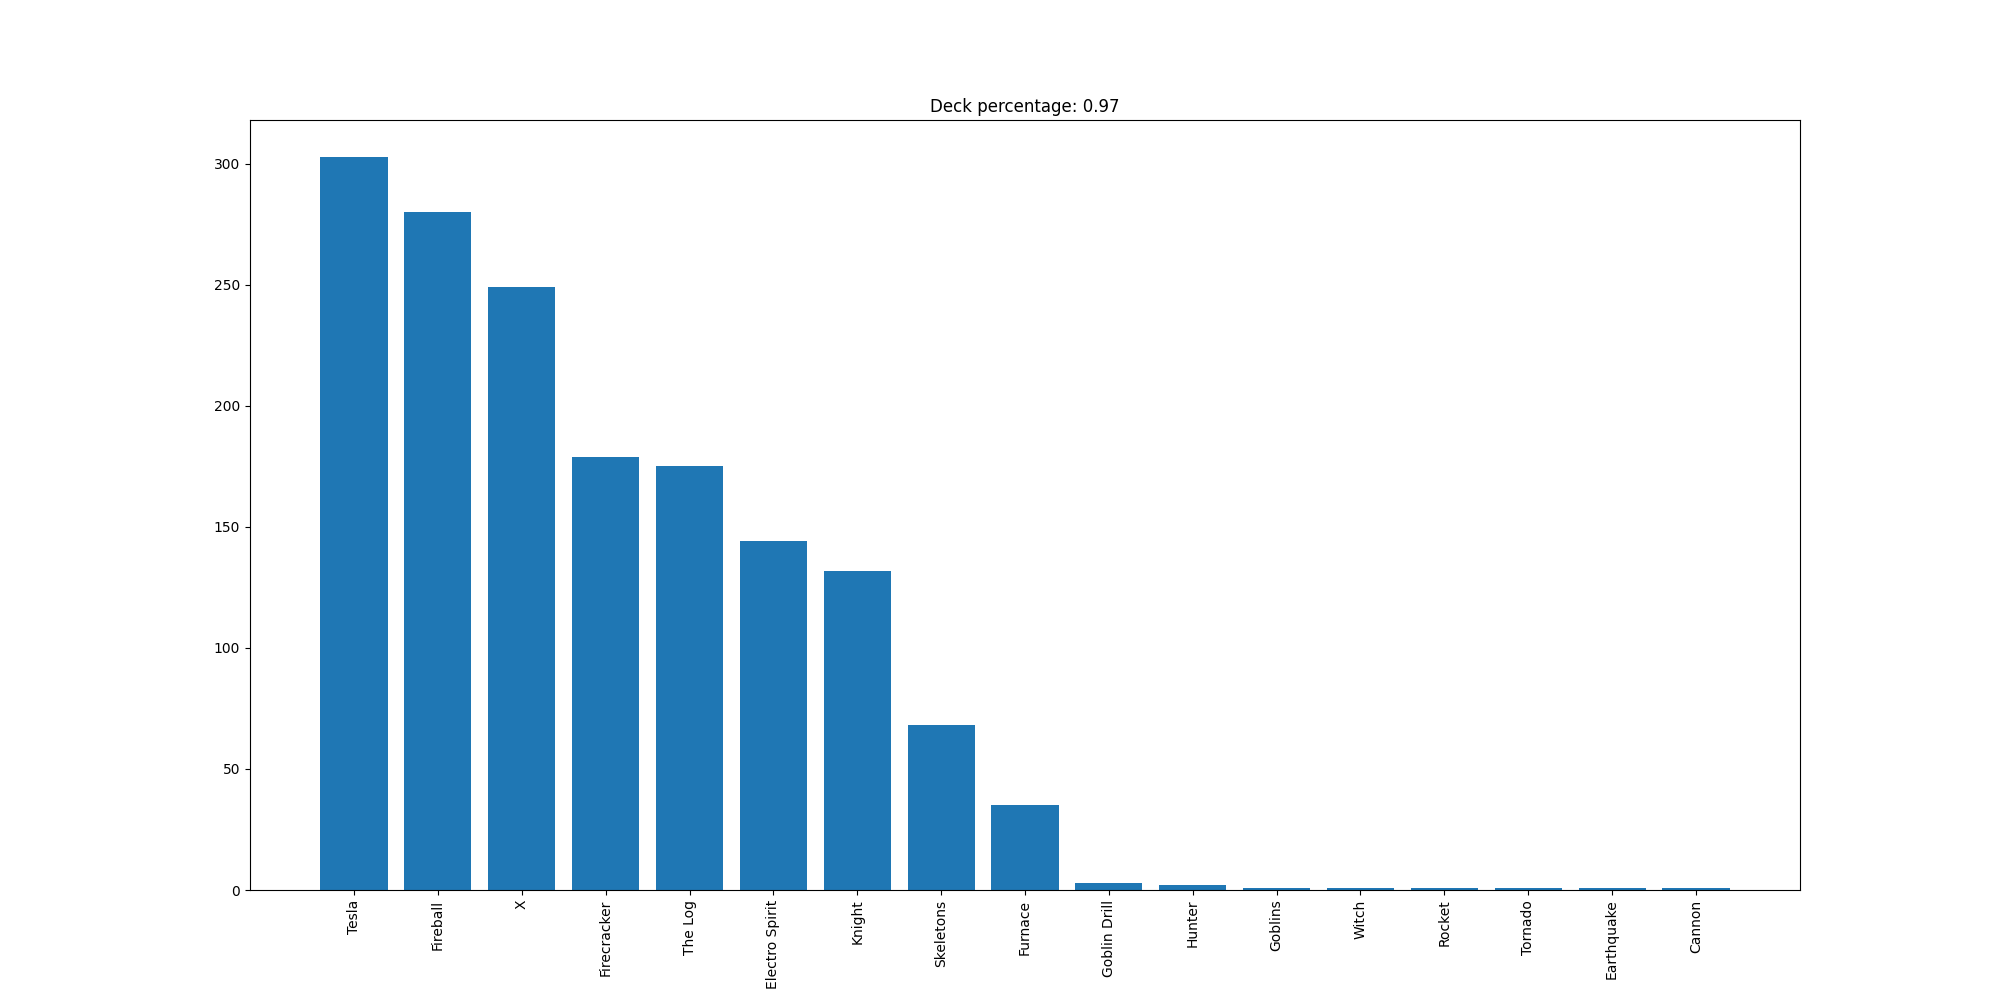 Deck percentage: 0.97
300
250
200
150
100
50
0
Tesla
Fireball
X
Firecracker
The Log
Electro Spirit
Knight
Skeletons
Furnace
Goblin Drill
Hunter
Goblins
Witch
Rocket
Tornado
Earthquake
Cannon